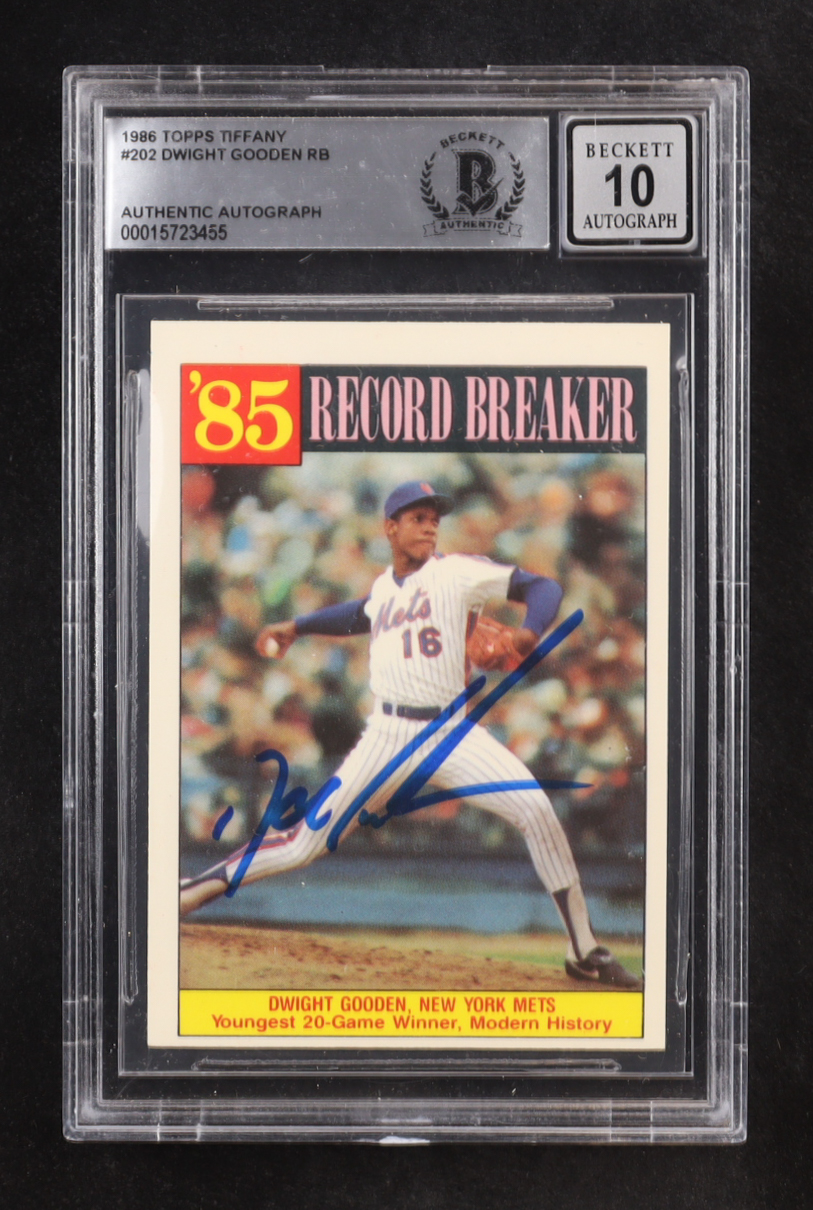 1986 TOPPS TIFFANY
#202 DWIGHT GOODEN RB
AUTHENTIC AUTOGRAPH
00015723455
BECKETT
B
AUTHENTIC
BECKETT
10
AUTOGRAPH
'85 RECORD BREAKER
Mets
16
DWIGHT GOODEN, NEW YORK METS
Youngest 20-Game Winner, Modern History